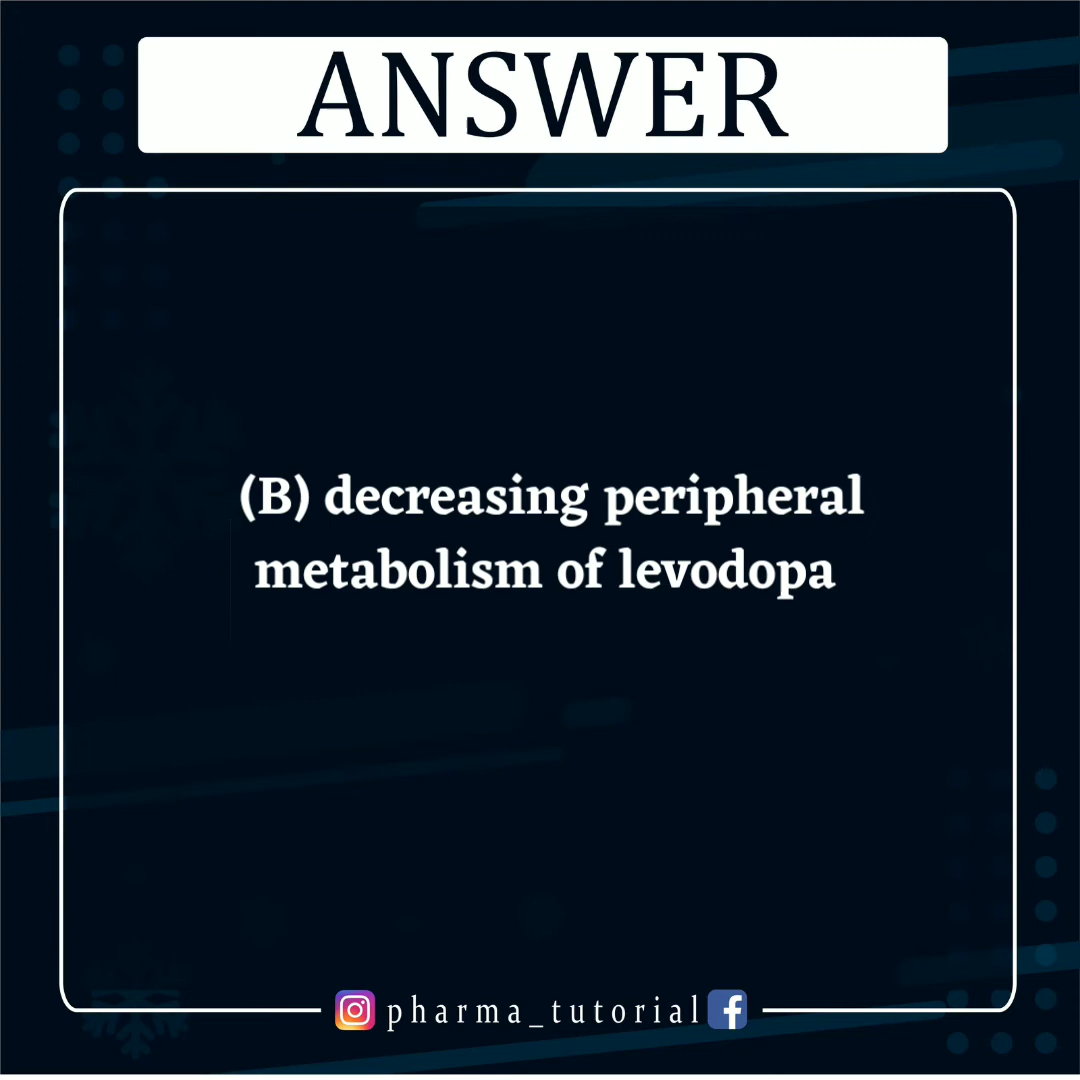 ANSWER
(B) decreasing peripheral
metabolism of levodopa
pharma_tutorial